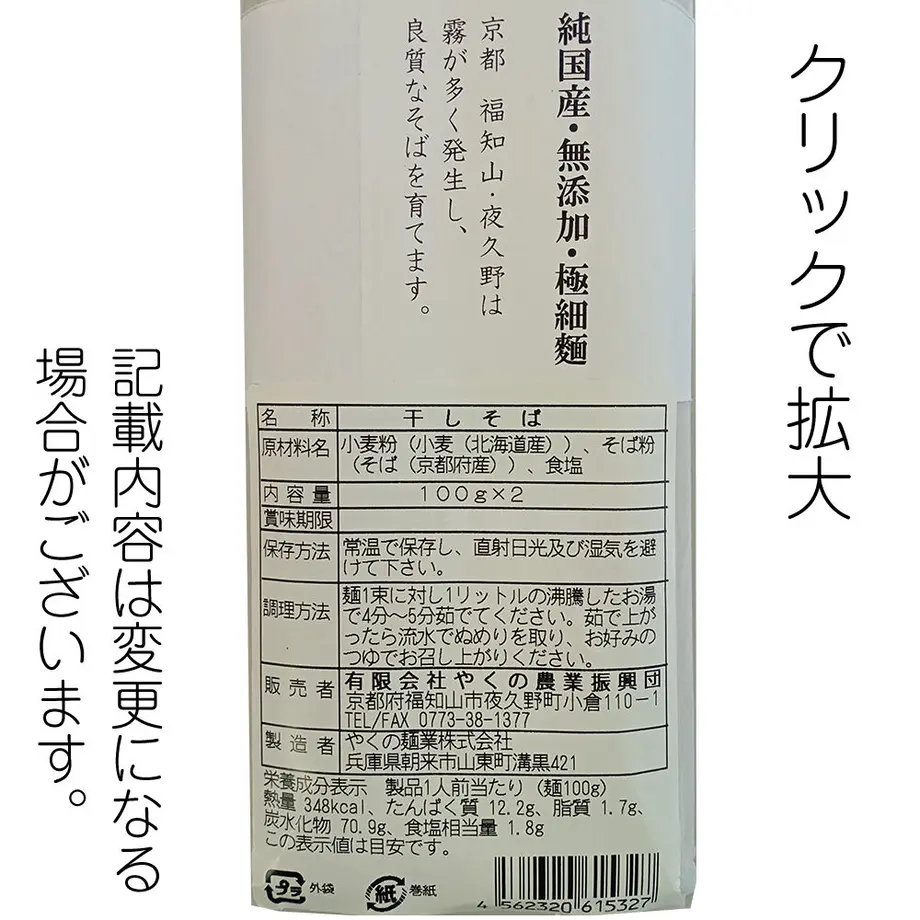 クリックで拡大
純国産・無添加・極細麺
京都 福知山・夜久野は
霧が多く発生し、
良質なそばを育てます。
記載内容は変更になる
場合がございます。
名称 干しそば
原材料名 小麦粉(小麦(北海道産))、そば粉
(そば(京都府産))、食塩
内容量 100g×2
賞味期限
保存方法 常温で保存し、直射日光及び湿気を避
けて下さい。
調理方法 麺1束に対し1リットルの沸騰したお湯
で4分〜5分茹でてください。茹で上が
ったら流水でぬめりを取り、お好みの
つゆでお召し上がりください。
販売者 有限会社やくの農業振興団
京都府福知山市夜久野町小倉110-1
TEL/FAX 0773-38-1377
製造者 やくの麺業株式会社
兵庫県朝来市山東町溝黒421
栄養成分表示 製品1人前当たり(麺100g)
熱量 348kcal、たんぱく質 12.2g、脂質 1.7g、
炭水化物 70.9g、食塩相当量 1.8g
この表示値は目安です。
プラ 外袋
紙 巻紙
4 562320 615327